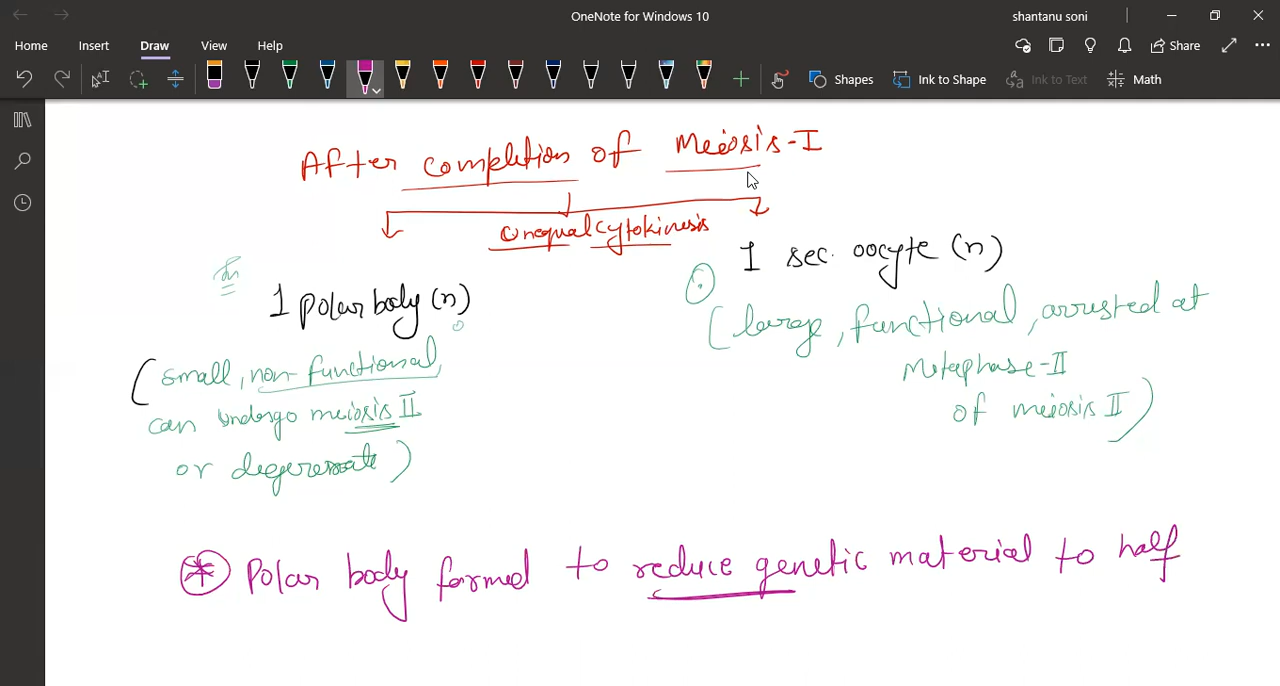 OneNote for Windows 10
shantanu soni
Home Insert Draw View Help
Share
Shapes Ink to Shape Ink to Text Math
After completion of Meiosis-I
Unequal cytokinesis
1 sec. oocyte (n)
1 polar body (n)
(large, functional, arrested at
Metaphase-II
of meiosis II)
(small, non-functional,
can undergo meiosis II
or degenerate)
* Polar body formed to reduce genetic material to half